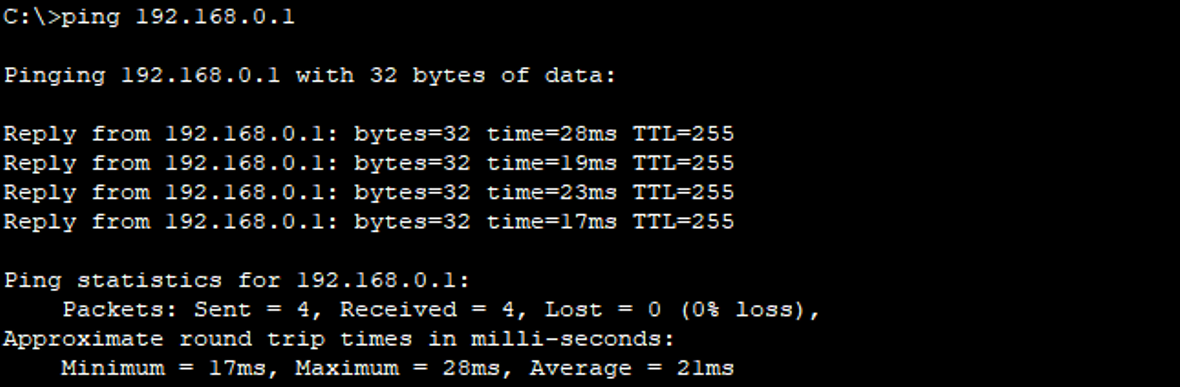 C:\>ping 192.168.0.1
Pinging 192.168.0.1 with 32 bytes of data:
Reply from 192.168.0.1: bytes=32 time=28ms TTL=255
Reply from 192.168.0.1: bytes=32 time=19ms TTL=255
Reply from 192.168.0.1: bytes=32 time=23ms TTL=255
Reply from 192.168.0.1: bytes=32 time=17ms TTL=255
Ping statistics for 192.168.0.1:
Packets: Sent = 4, Received = 4, Lost = 0 (0% loss),
Approximate round trip times in milli-seconds:
Minimum = 17ms, Maximum = 28ms, Average = 21ms